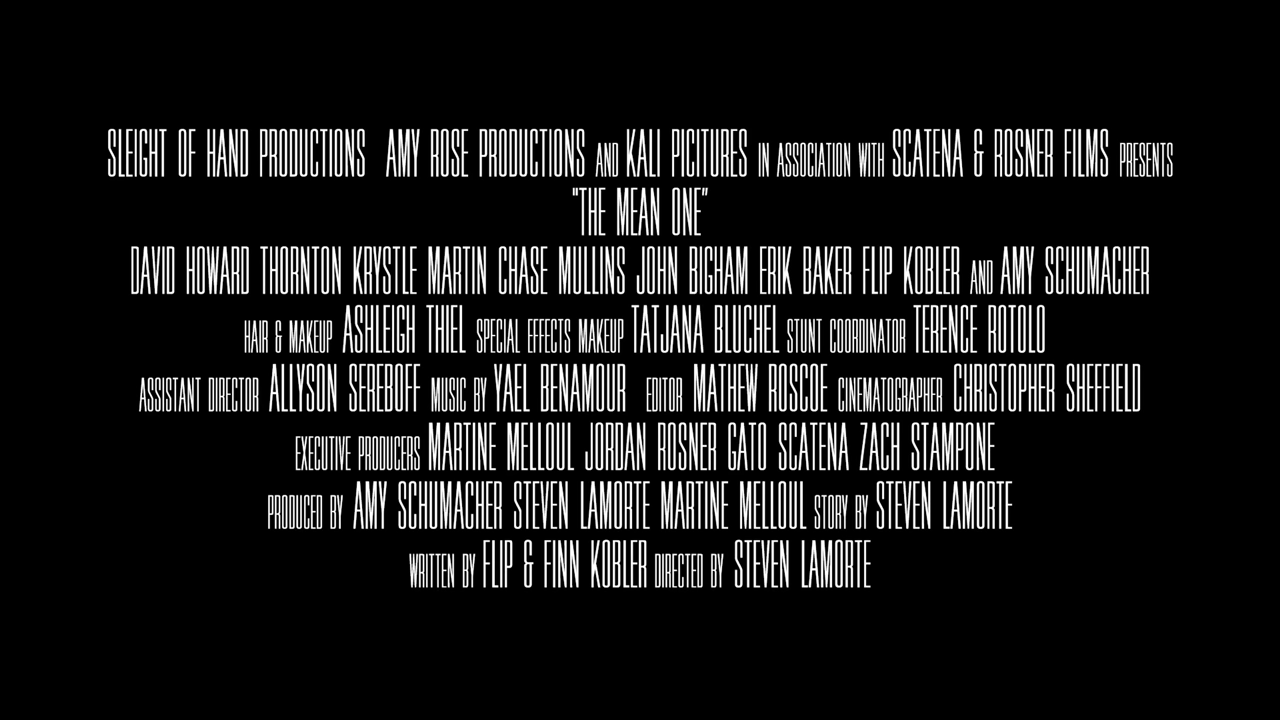 SLEIGHT OF HAND PRODUCTIONS AMY ROSE PRODUCTIONS AND KALI PICITURES IN ASSOCIATION WITH SCATENA & ROSNER FILMS PRESENTS
"THE MEAN ONE"
DAVID HOWARD THORNTON KRYSTLE MARTIN CHASE MULLINS JOHN BIGHAM ERIK BAKER FLIP KOBLER AND AMY SCHUMACHER
HAIR & MAKEUP ASHLEIGH THIEL SPECIAL EFFECTS MAKEUP TATJANA BLUCHEL STUNT COORDINATOR TERENCE ROTOLO
ASSISTANT DIRECTOR ALLYSON SEREBOFF MUSIC BY YAEL BENAMOUR EDITOR MATHEW ROSCOE CINEMATOGRAPHER CHRISTOPHER SHEFFIELD
EXECUTIVE PRODUCERS MARTINE MELLOUL JORDAN ROSNER GATO SCATENA ZACH STAMPONE
PRODUCED BY AMY SCHUMACHER STEVEN LAMORTE MARTINE MELLOUL STORY BY STEVEN LAMORTE
WRITTEN BY FLIP & FINN KOBLER DIRECTED BY STEVEN LAMORTE